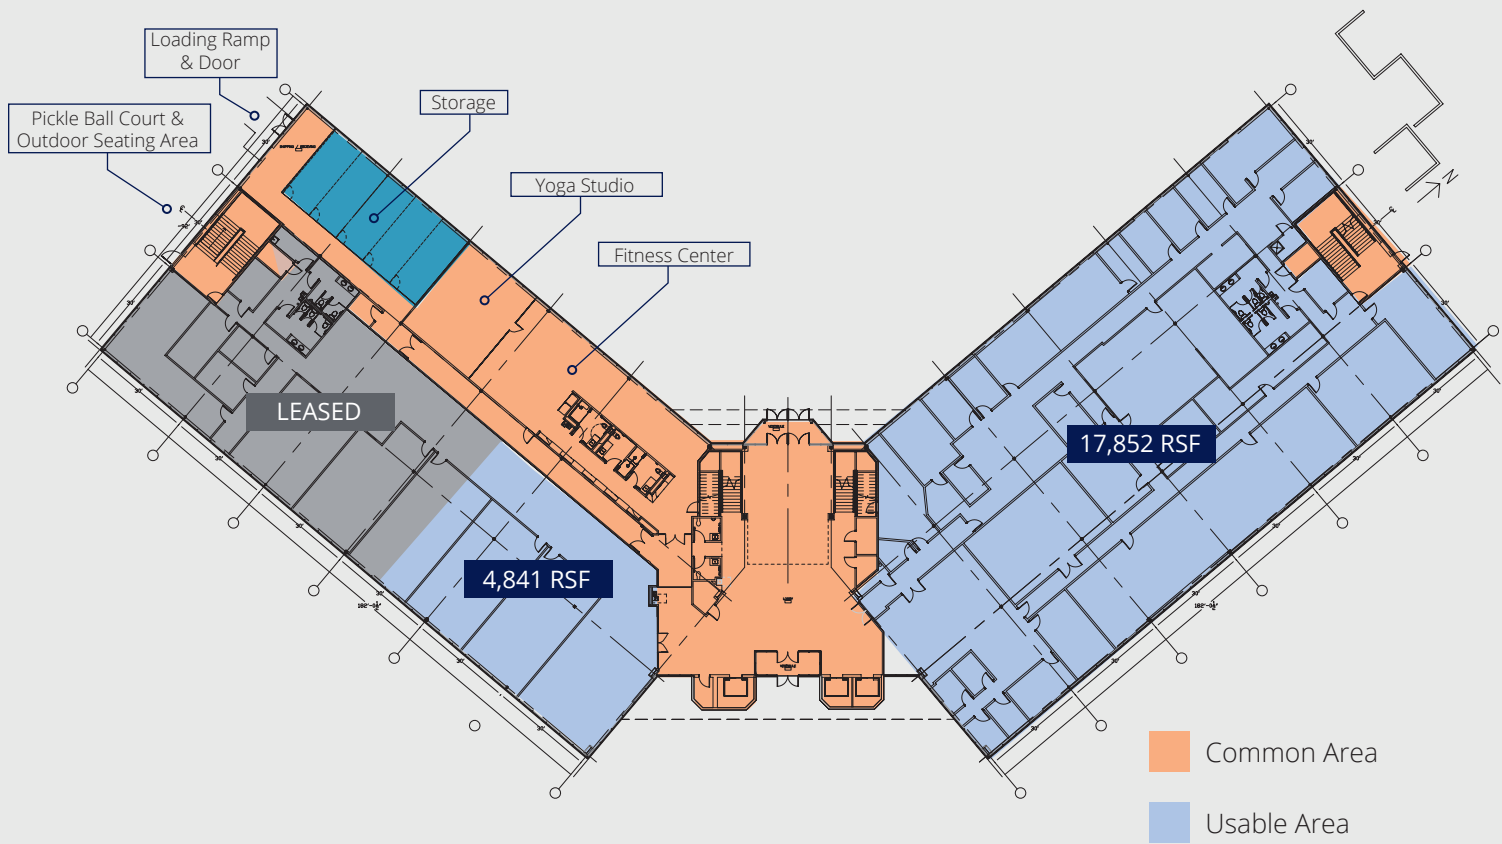 Loading Ramp
& Door
Pickle Ball Court &
Outdoor Seating Area
Storage
Yoga Studio
Fitness Center
N
LEASED
17,852 RSF
4,841 RSF
Common Area
Usable Area